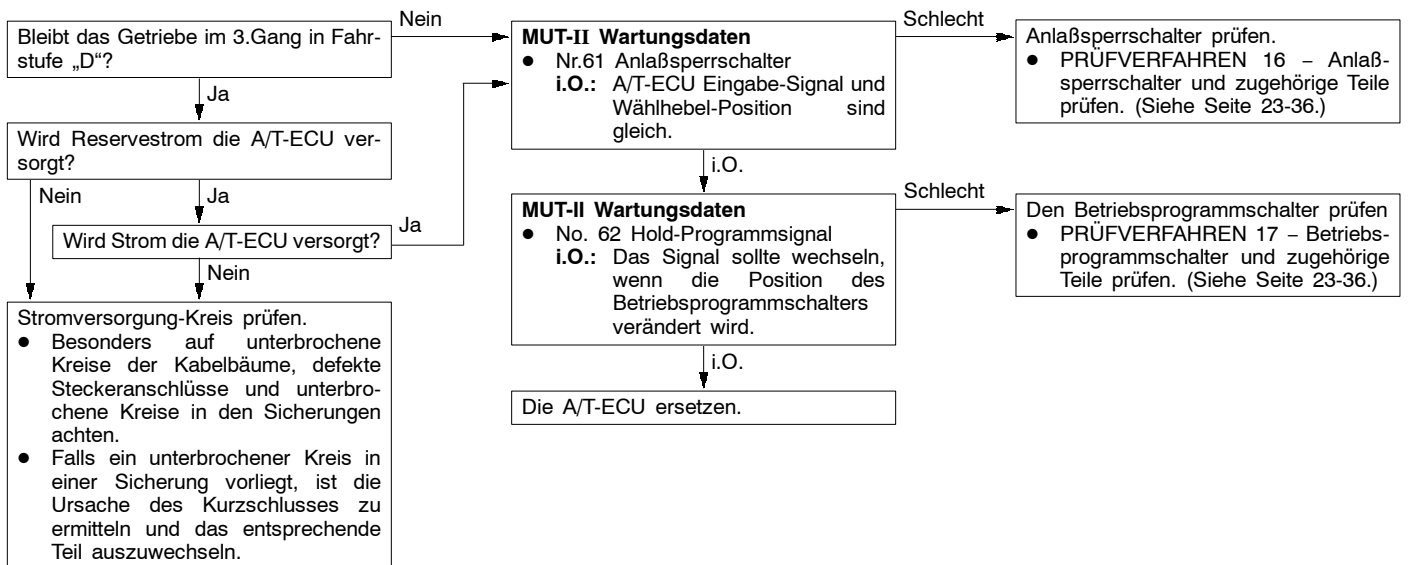 Bleibt das Getriebe im 3.Gang in Fahr-
stufe „D“?
Nein
Ja
Wird Reservestrom die A/T-ECU ver-
sorgt?
Nein
Ja
Wird Strom die A/T-ECU versorgt?
Ja
Nein
Stromversorgung-Kreis prüfen.
● Besonders auf unterbrochene
Kreise der Kabelbäume, defekte
Steckeranschlüsse und unterbro-
chene Kreise in den Sicherungen
achten.
● Falls ein unterbrochener Kreis in
einer Sicherung vorliegt, ist die
Ursache des Kurzschlusses zu
ermitteln und das entsprechende
Teil auszuwechseln.
MUT-II Wartungsdaten
● Nr.61 Anlaßsperrschalter
i.O.: A/T-ECU Eingabe-Signal und
Wählhebel-Position sind
gleich.
Schlecht
i.O.
MUT-II Wartungsdaten
● No. 62 Hold-Programmsignal
i.O.: Das Signal sollte wechseln,
wenn die Position des
Betriebsprogrammschalters
verändert wird.
Schlecht
i.O.
Die A/T-ECU ersetzen.
Anlaßsperrschalter prüfen.
● PRÜFVERFAHREN 16 – Anlaß-
sperrschalter und zugehörige Teile
prüfen. (Siehe Seite 23-36.)
Den Betriebsprogrammschalter prüfen
● PRÜFVERFAHREN 17 – Betriebs-
programmschalter und zugehörige
Teile prüfen. (Siehe Seite 23-36.)